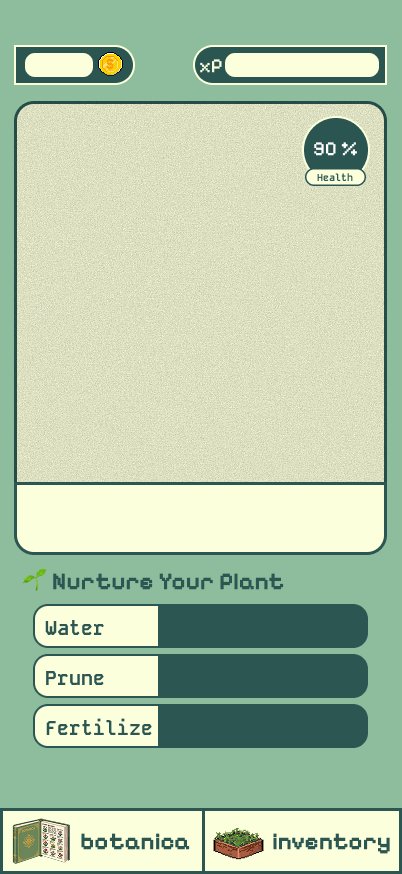 xP
90 %
Health
Nurture Your Plant
Water
Prune
Fertilize
botanica
inventory